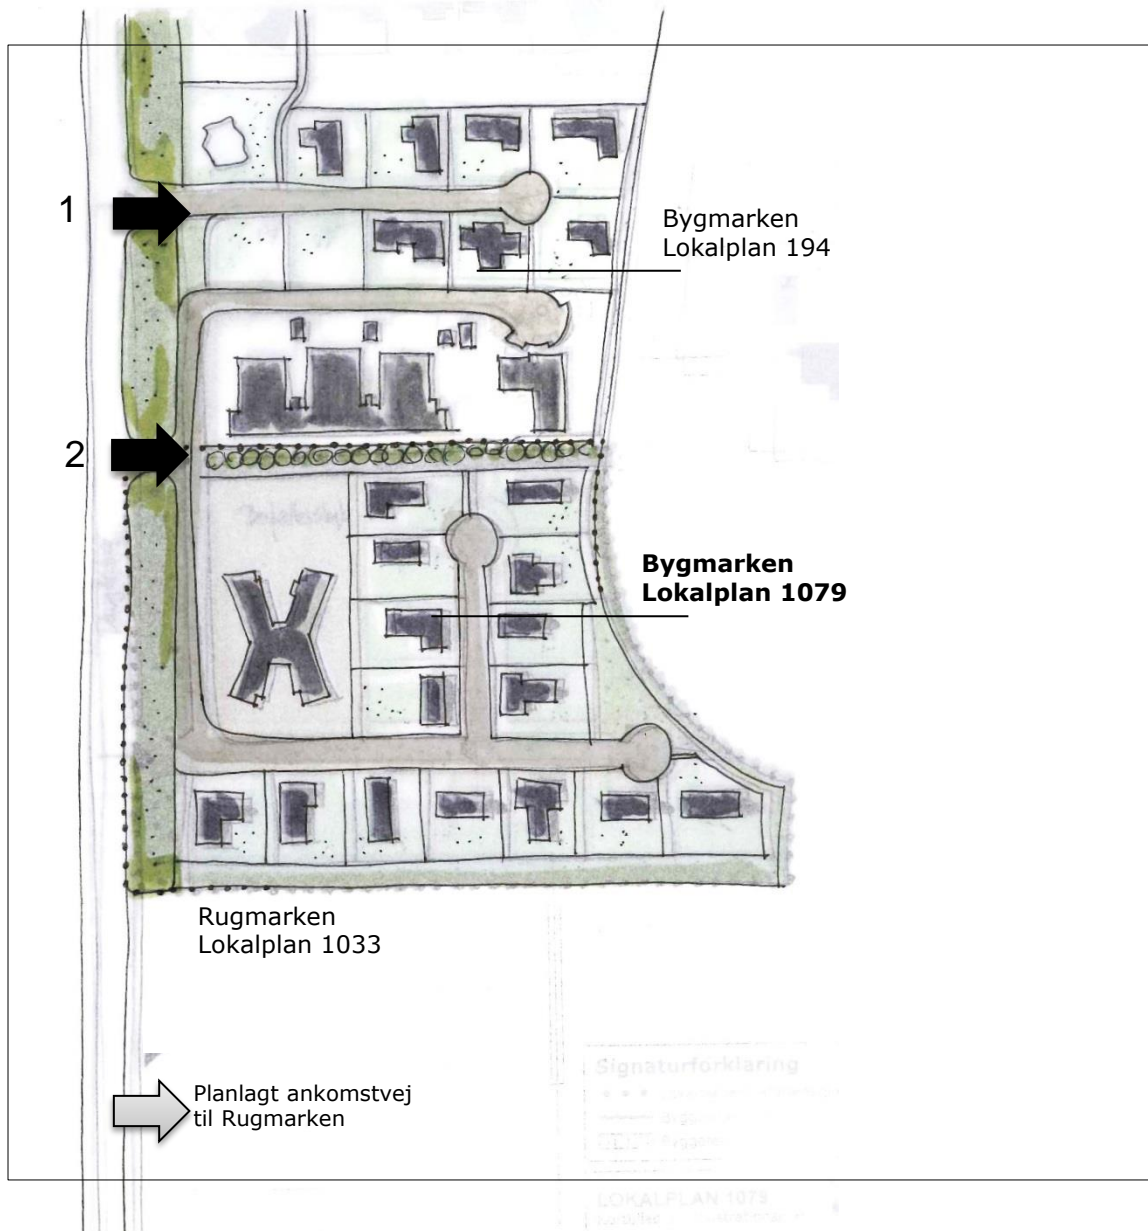 1
Bygmarken
Lokalplan 194
2
Bygmarken
Lokalplan 1079
Rugmarken
Lokalplan 1033
Planlagt ankomstvej
til Rugmarken
Signaturforklaring
LOKALPLAN 1079